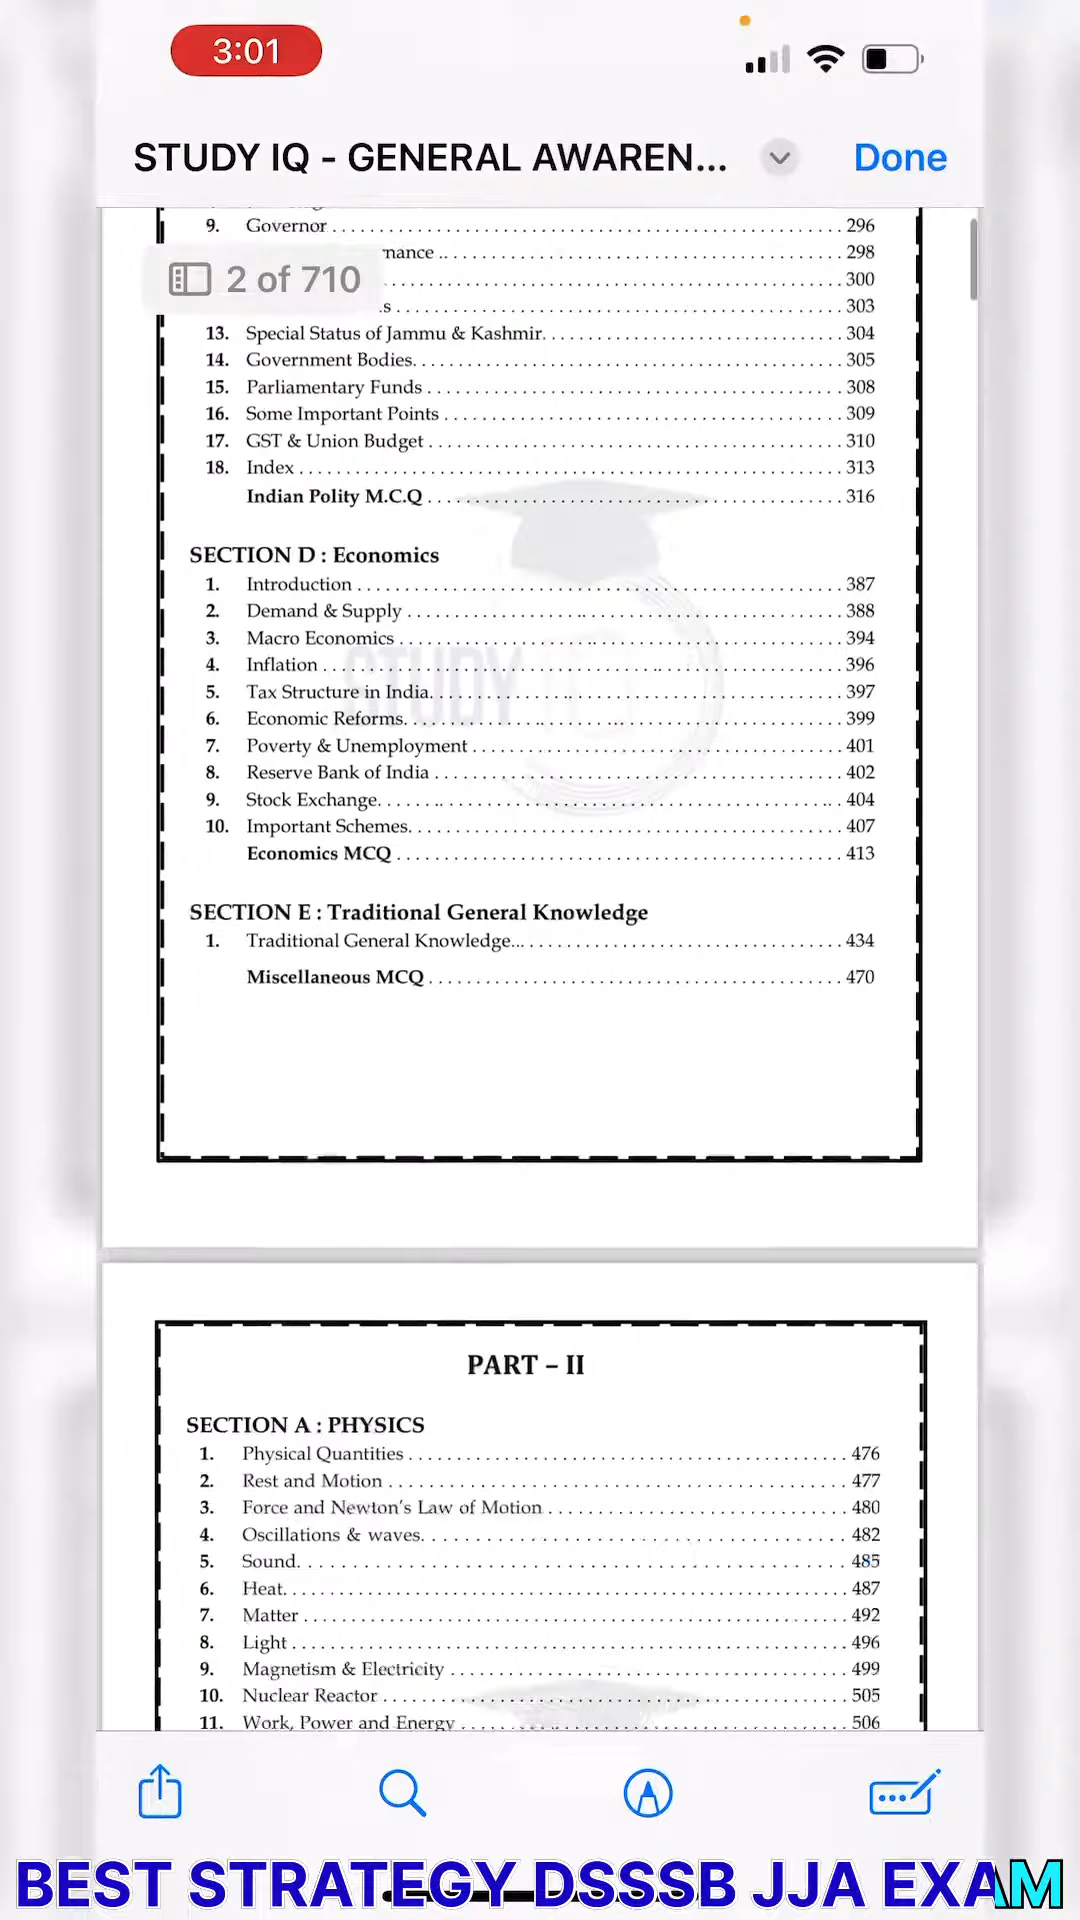 3:01
STUDY IQ - GENERAL AWAREN...
Done
9. Governor 296
2 of 710
nance 298
300
s 303
13. Special Status of Jammu & Kashmir 304
14. Government Bodies 305
15. Parliamentary Funds 308
16. Some Important Points 309
17. GST & Union Budget 310
18. Index 313
Indian Polity M.C.Q 316
SECTION D : Economics
1. Introduction 387
2. Demand & Supply 388
3. Macro Economics 394
4. Inflation 396
5. Tax Structure in India 397
6. Economic Reforms 399
7. Poverty & Unemployment 401
8. Reserve Bank of India 402
9. Stock Exchange 404
10. Important Schemes 407
Economics MCQ 413
STUDY IQ
SECTION E : Traditional General Knowledge
1. Traditional General Knowledge 434
Miscellaneous MCQ 470
PART – II
SECTION A : PHYSICS
1. Physical Quantities 476
2. Rest and Motion 477
3. Force and Newton's Law of Motion 480
4. Oscillations & waves 482
5. Sound 485
6. Heat 487
7. Matter 492
8. Light 496
9. Magnetism & Electricity 499
10. Nuclear Reactor 505
11. Work, Power and Energy 506
BEST STRATEGY DSSSB JJA EXAM